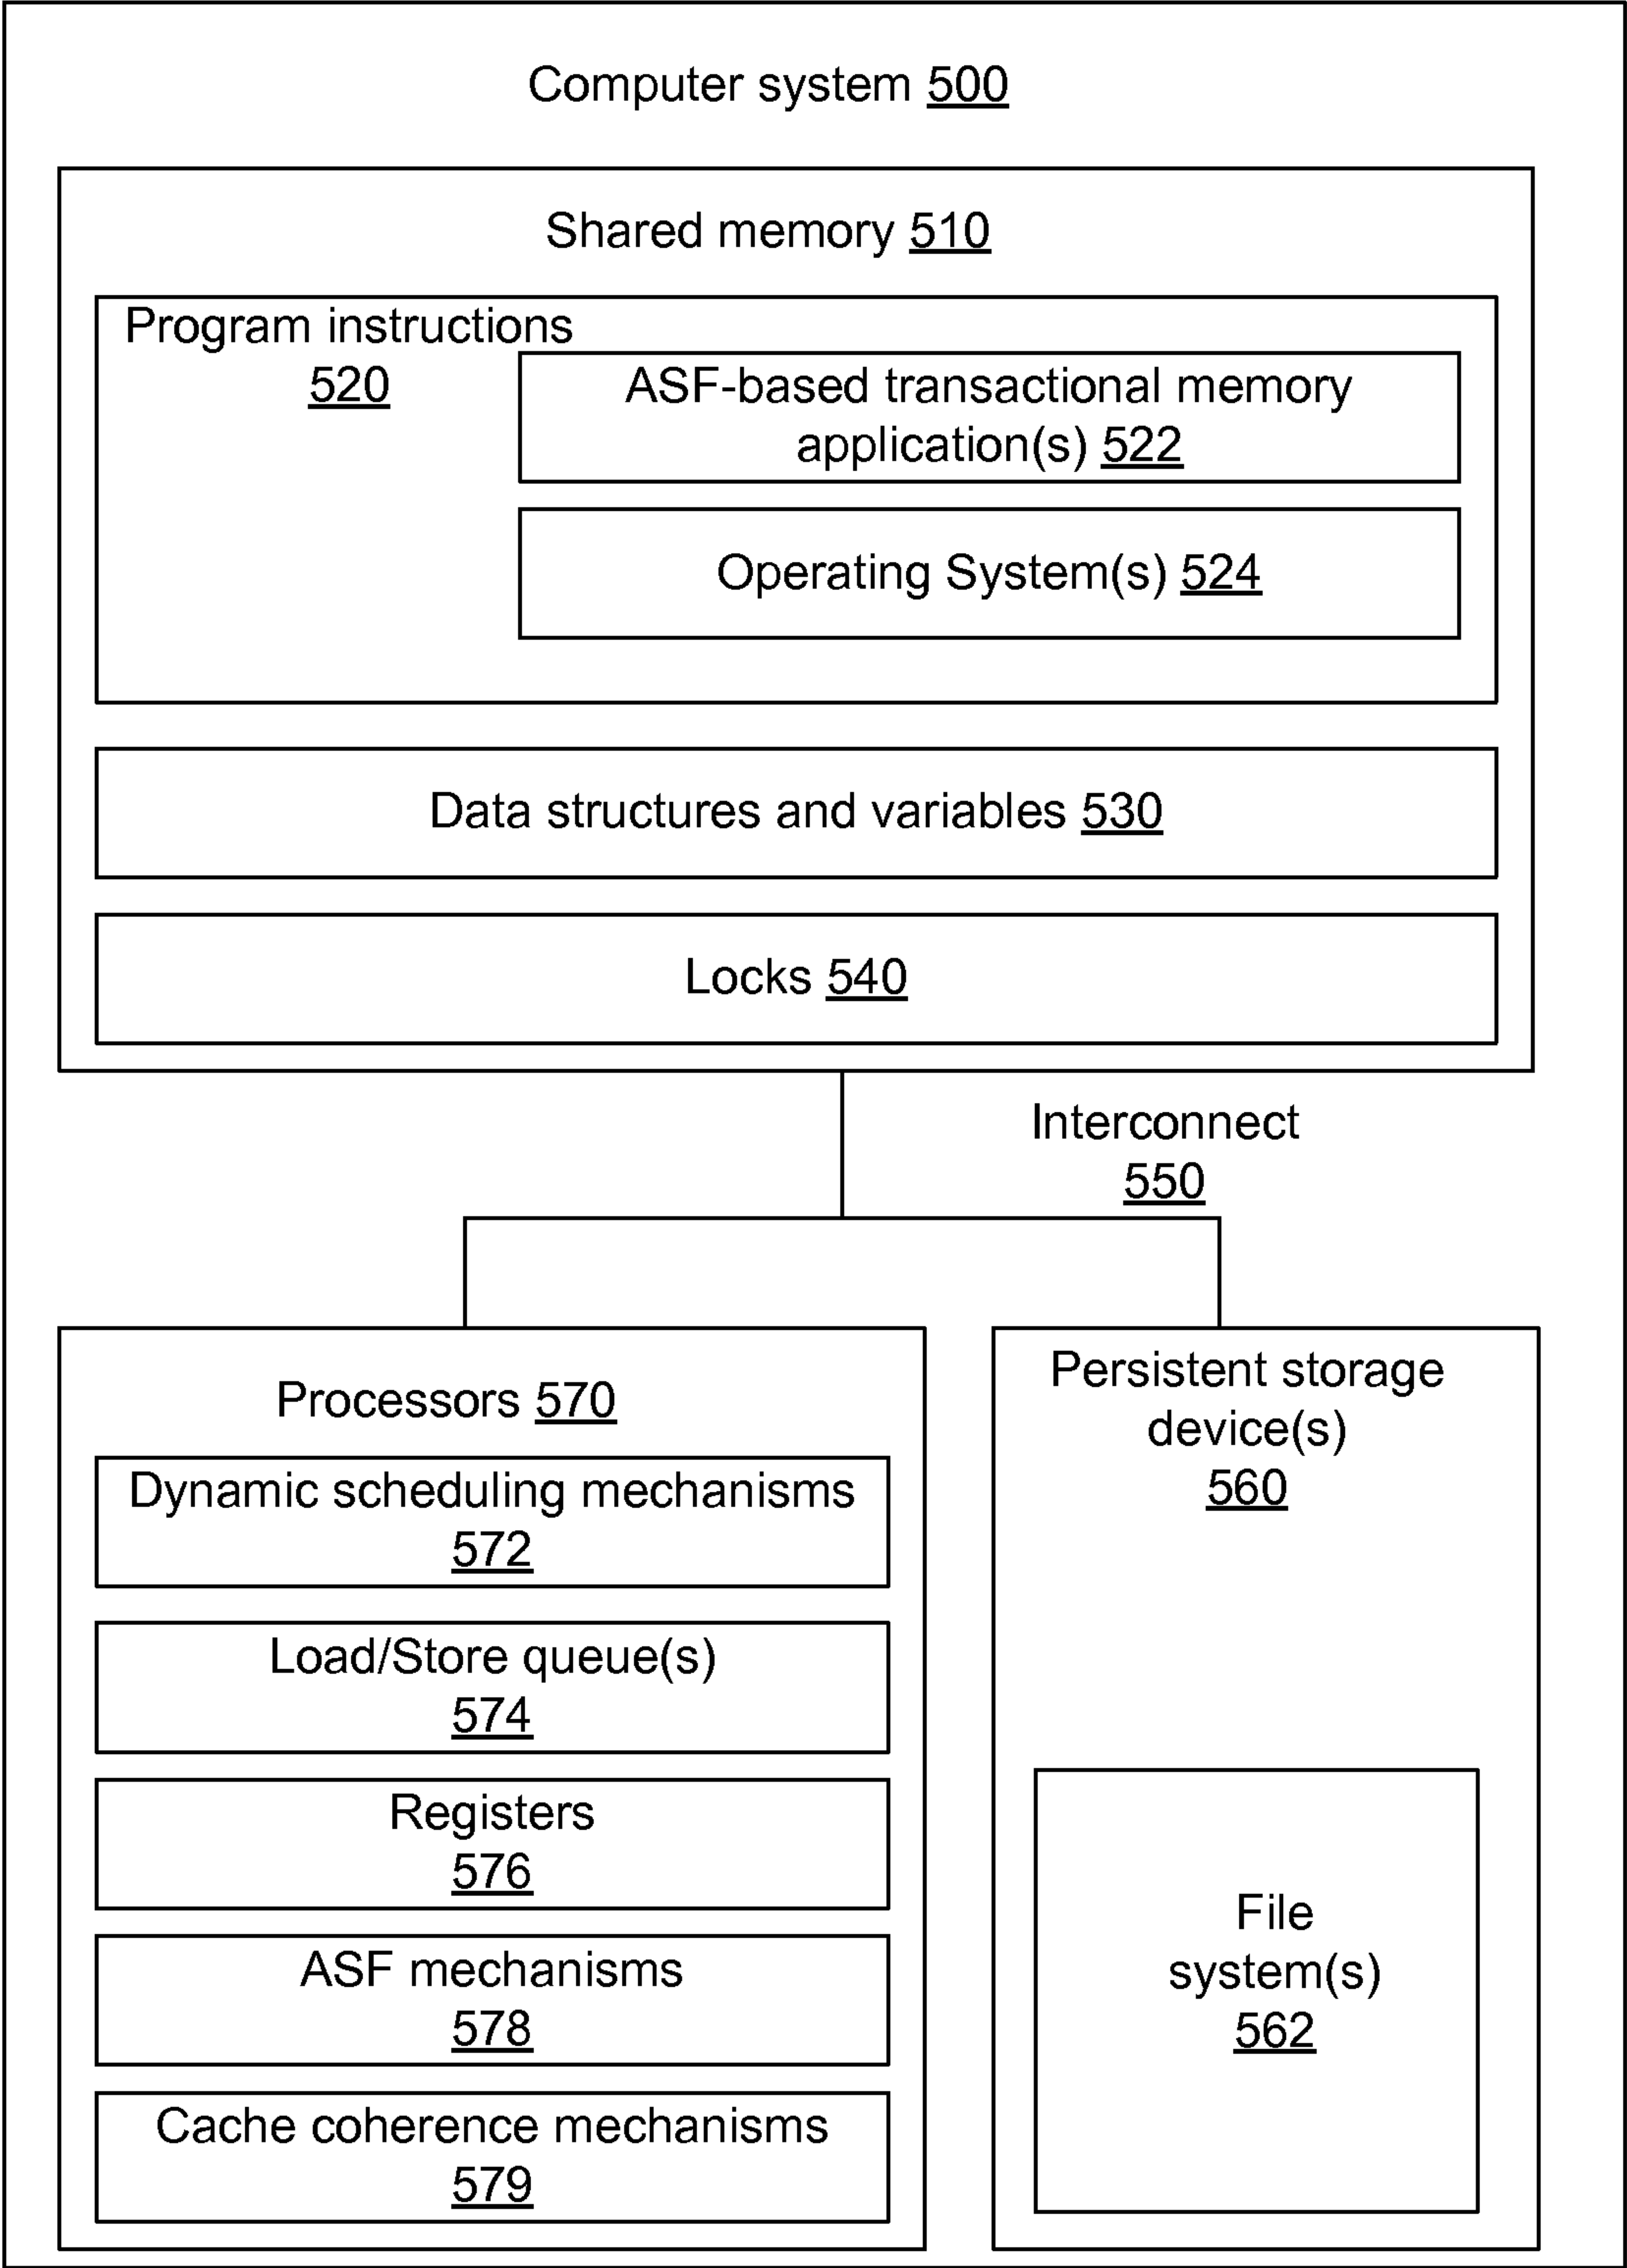 Computer system 500
Shared memory 510
Program instructions
520
ASF-based transactional memory
application(s) 522
Operating System(s) 524
Data structures and variables 530
Locks 540
Interconnect
550
Processors 570
Dynamic scheduling mechanisms
572
Load/Store queue(s)
574
Registers
576
ASF mechanisms
578
Cache coherence mechanisms
579
Persistent storage
device(s)
560
File
system(s)
562